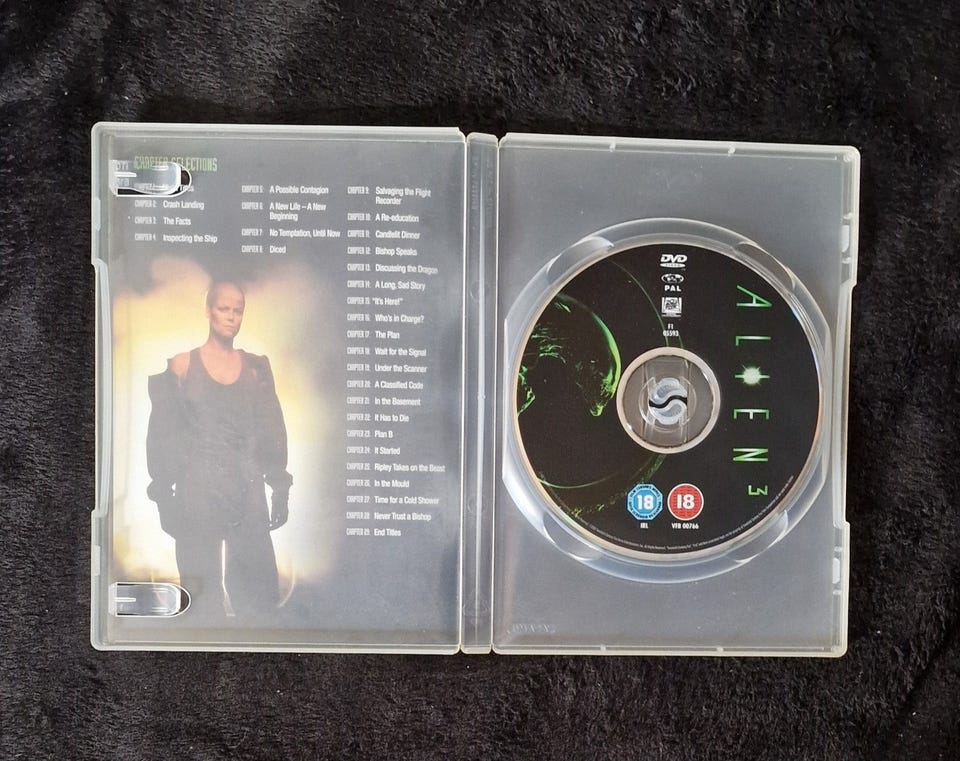 CHAPTER SELECTIONS
CHAPTER 2: Crash Landing
CHAPTER 3: The Facts
CHAPTER 4: Inspecting the Ship
CHAPTER 5: A Possible Contagion
CHAPTER 6: A New Life – A New
Beginning
CHAPTER 7: No Temptation, Until Now
CHAPTER 8: Diced
CHAPTER 9: Salvaging the Flight
Recorder
CHAPTER 10: A Re-education
CHAPTER 11: Candlelit Dinner
CHAPTER 12: Bishop Speaks
CHAPTER 13: Discussing the Dragon
CHAPTER 14: A Long, Sad Story
CHAPTER 15: "It's Here!"
CHAPTER 16: Who's in Charge?
CHAPTER 17: The Plan
CHAPTER 18: Wait for the Signal
CHAPTER 19: Under the Scanner
CHAPTER 20: A Classified Code
CHAPTER 21: In the Basement
CHAPTER 22: It Has to Die
CHAPTER 23: Plan B
CHAPTER 24: It Started
CHAPTER 25: Ripley Takes on the Beast
CHAPTER 26: In the Mould
CHAPTER 27: Time for a Cold Shower
CHAPTER 28: Never Trust a Bishop
CHAPTER 29: End Titles
DVD
VIDEO
PAL
F1
05593
ALIEN 3
18
IRL
18
VFB 00766